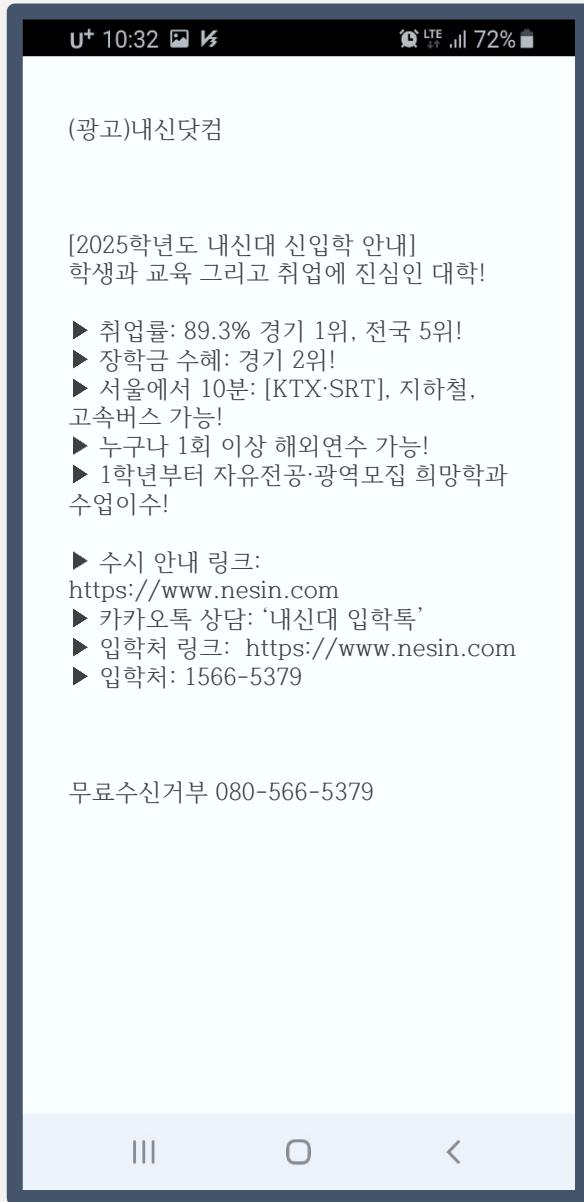 U+ 10:32 LTE 72%
(광고)내신닷컴
[2025학년도 내신대 신입학 안내]
학생과 교육 그리고 취업에 진심인 대학!
▶ 취업률: 89.3% 경기 1위, 전국 5위!
▶ 장학금 수혜: 경기 2위!
▶ 서울에서 10분: [KTX·SRT], 지하철,
고속버스 가능!
▶ 누구나 1회 이상 해외연수 가능!
▶ 1학년부터 자유전공·광역모집 희망학과
수업이수!
▶ 수시 안내 링크:
https://www.nesin.com
▶ 카카오톡 상담: ‘내신대 입학톡’
▶ 입학처 링크:  https://www.nesin.com
▶ 입학처: 1566-5379
무료수신거부 080-566-5379